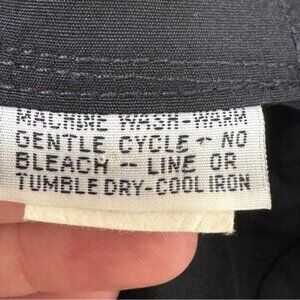 MACHINE WASH-WARM
GENTLE CYCLE - NO
BLEACH - LINE OR
TUMBLE DRY-COOL IRON